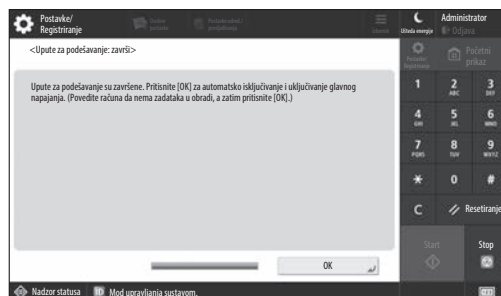 Postavke/
Registriranje
Ušteda energije
Administrator
Odjava
<Upute za podešavanje: završi>
Početni
prikaz
Upute za podešavanje su završene. Pritisnite [OK] za automatsko isključivanje i uključivanje glavnog
napajanja. (Povedite računa da nema zadataka u obradi, a zatim pritisnite [OK].)
1
2 ABC
3 DEF
4 GHI
5 JKL
6 MNO
7 PQRS
8 TUV
9 WXYZ
* 0 #
C
Resetiranje
Start
Stop
OK
Nadzor statusa
ID Mod upravljanja sustavom.